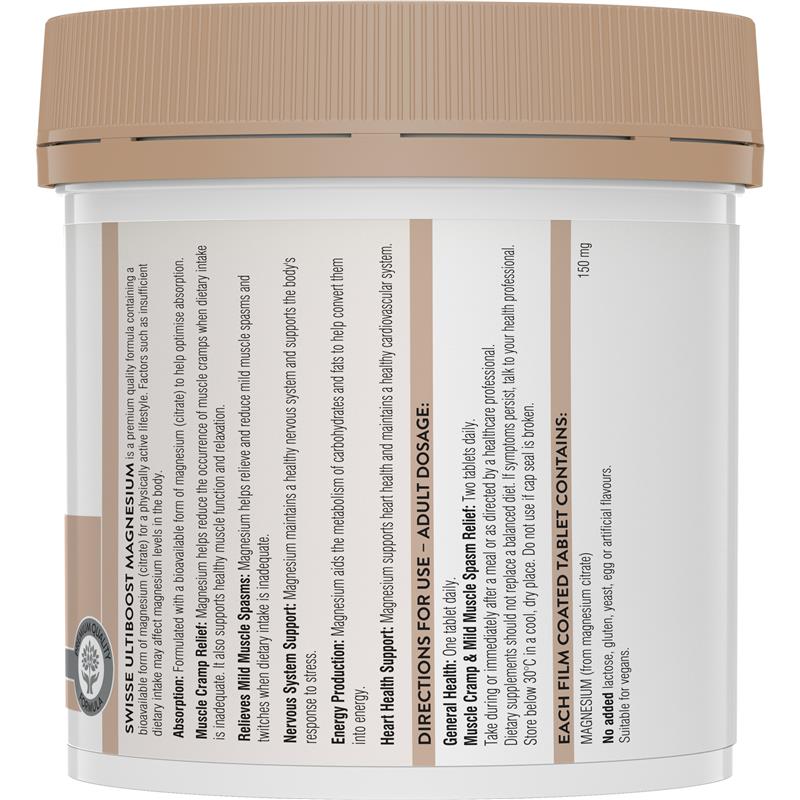 SWISSE ULTIBOOST MAGNESIUM is a premium quality formula containing a
bioavailable form of magnesium (citrate) for a physically active lifestyle. Factors such as insufficient
dietary intake may affect magnesium levels in the body.
Absorption: Formulated with a bioavailable form of magnesium (citrate) to help optimise absorption.
Muscle Cramp Relief: Magnesium helps reduce the occurrence of muscle cramps when dietary intake
is inadequate. It also supports healthy muscle function and relaxation.
Relieves Mild Muscle Spasms: Magnesium helps relieve and reduce mild muscle spasms and
twitches when dietary intake is inadequate.
Nervous System Support: Magnesium maintains a healthy nervous system and supports the body's
response to stress.
Energy Production: Magnesium aids the metabolism of carbohydrates and fats to help convert them
into energy.
Heart Health Support: Magnesium supports heart health and maintains a healthy cardiovascular system.
DIRECTIONS FOR USE – ADULT DOSAGE:
General Health: One tablet daily.
Muscle Cramp & Mild Muscle Spasm Relief: Two tablets daily.
Take during or immediately after a meal or as directed by a healthcare professional.
Dietary supplements should not replace a balanced diet. If symptoms persist, talk to your health professional.
Store below 30°C in a cool, dry place. Do not use if cap seal is broken.
EACH FILM COATED TABLET CONTAINS:
MAGNESIUM (from magnesium citrate) 150 mg
No added lactose, gluten, yeast, egg or artificial flavours.
Suitable for vegans.
PREMIUM QUALITY
FORMULA